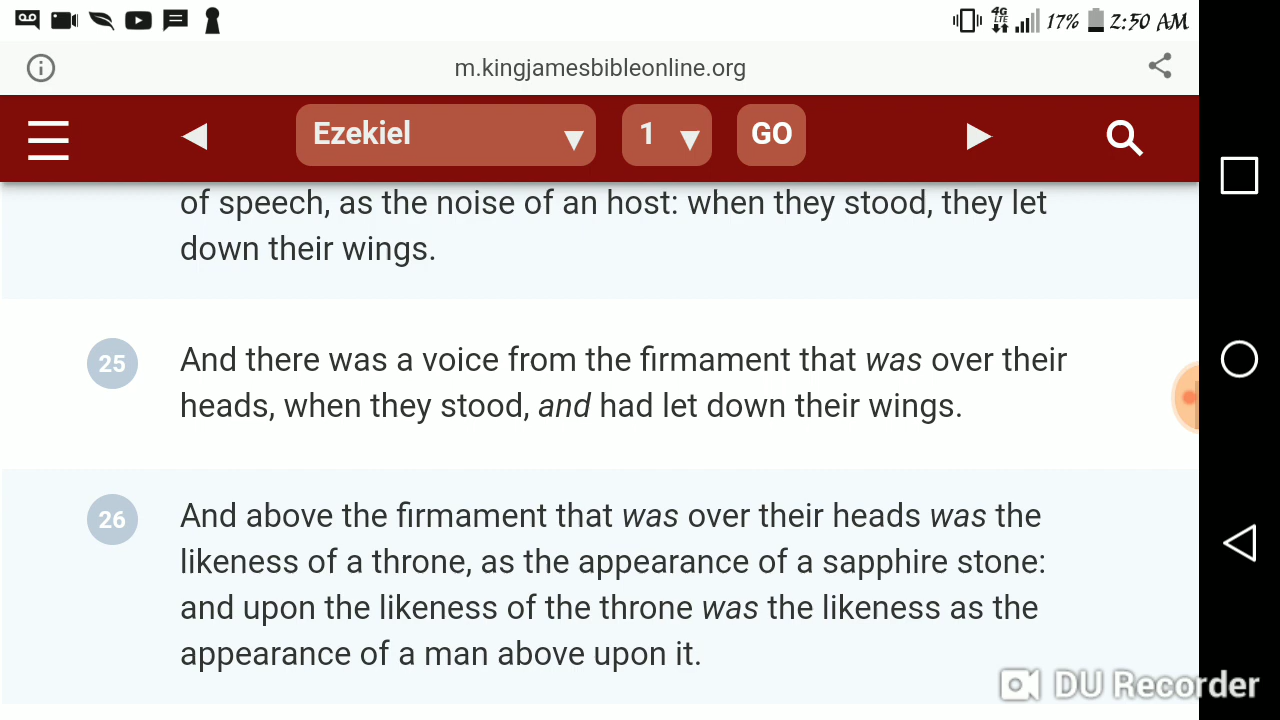 4G
LTE
17%
2:50 AM
m.kingjamesbibleonline.org
Ezekiel
1
GO
of speech, as the noise of an host: when they stood, they let
down their wings.
25
And there was a voice from the firmament that was over their
heads, when they stood, and had let down their wings.
26
And above the firmament that was over their heads was the
likeness of a throne, as the appearance of a sapphire stone:
and upon the likeness of the throne was the likeness as the
appearance of a man above upon it.
DU Recorder